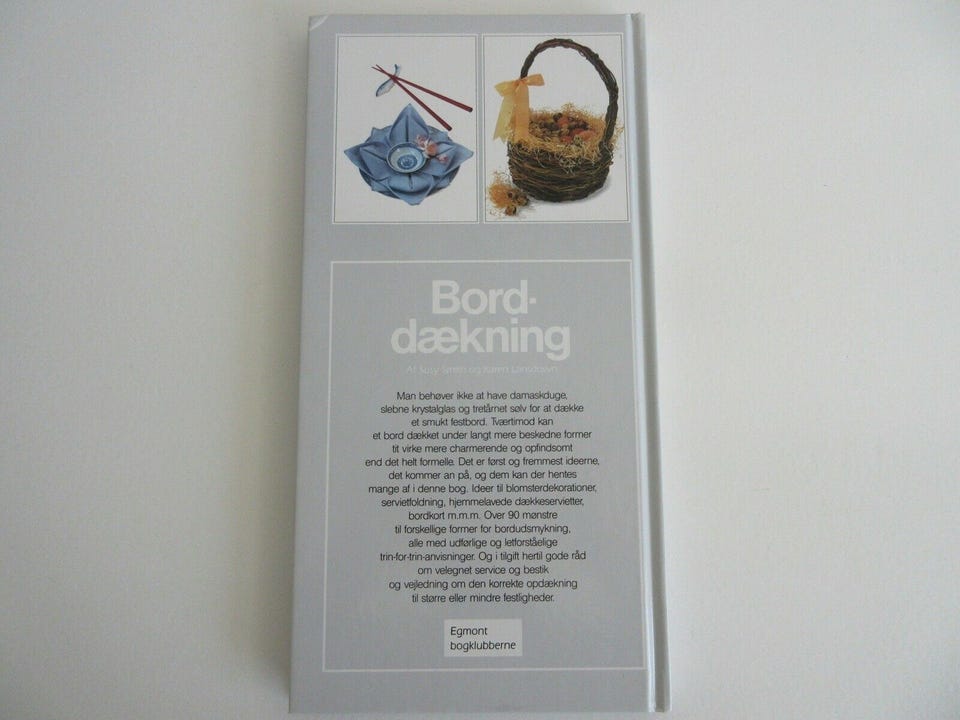 Bord-
dækning
Af Susy Smith og Karen Lansdown
Man behøver ikke at have damaskduge,
slebne krystalglas og tretårnet sølv for at dække
et smukt festbord. Tværtimod kan
et bord dækket under langt mere beskedne former
tit virke mere charmerende og opfindsomt
end det helt formelle. Det er først og fremmest ideerne,
det kommer an på, og dem kan der hentes
mange af i denne bog. Ideer til blomsterdekorationer,
servietfoldning, hjemmelavede dækkeservietter,
bordkort m.m.m. Over 90 mønstre
til forskellige former for bordudsmykning,
alle med udførlige og letforståelige
trin-for-trin-anvisninger. Og i tilgift hertil gode råd
om velegnet service og bestik
og vejledning om den korrekte opdækning
til større eller mindre festligheder.
Egmont
bogklubberne